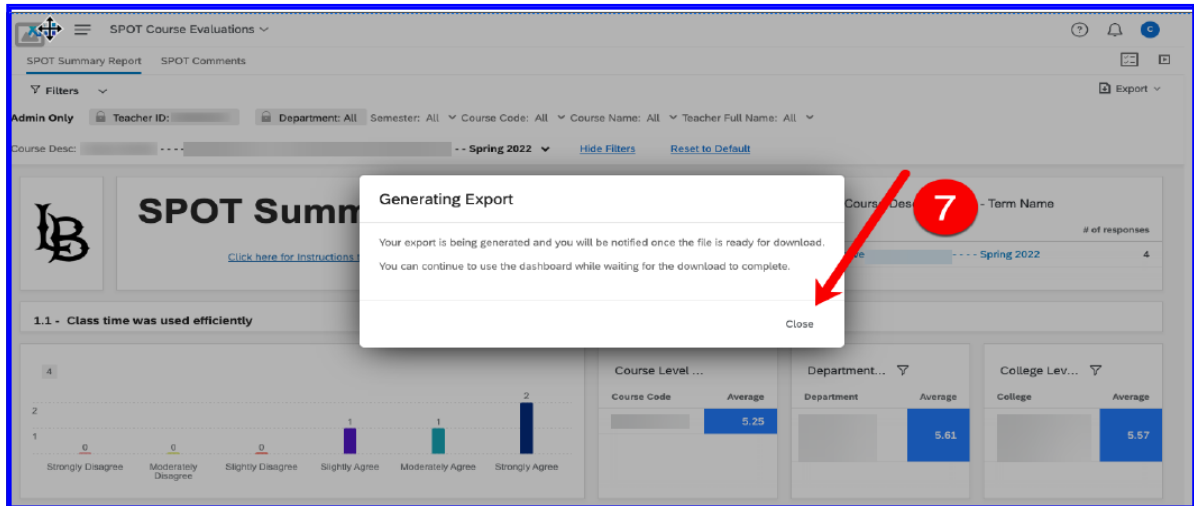 SPOT Course Evaluations
SPOT Summary Report SPOT Comments
Filters
Export
Admin Only Teacher ID: Department: All Semester: All Course Code: All Course Name: All Teacher Full Name: All
Course Desc: - - - - - - Spring 2022 Hide Filters Reset to Default
LB
SPOT Summ
Click here for Instructions
Generating Export
Your export is being generated and you will be notified once the file is ready for download.
You can continue to use the dashboard while waiting for the download to complete.
Close
7
Course Des - Term Name
# of responses
- - - - Spring 2022 4
1.1 - Class time was used efficiently
4
2
1
0 0 0 1 1 2
Strongly Disagree Moderately Disagree Slightly Disagree Slightly Agree Moderately Agree Strongly Agree
Course Level ...
Course Code Average
5.25
Department...
Department Average
5.61
College Lev...
College Average
5.57
C